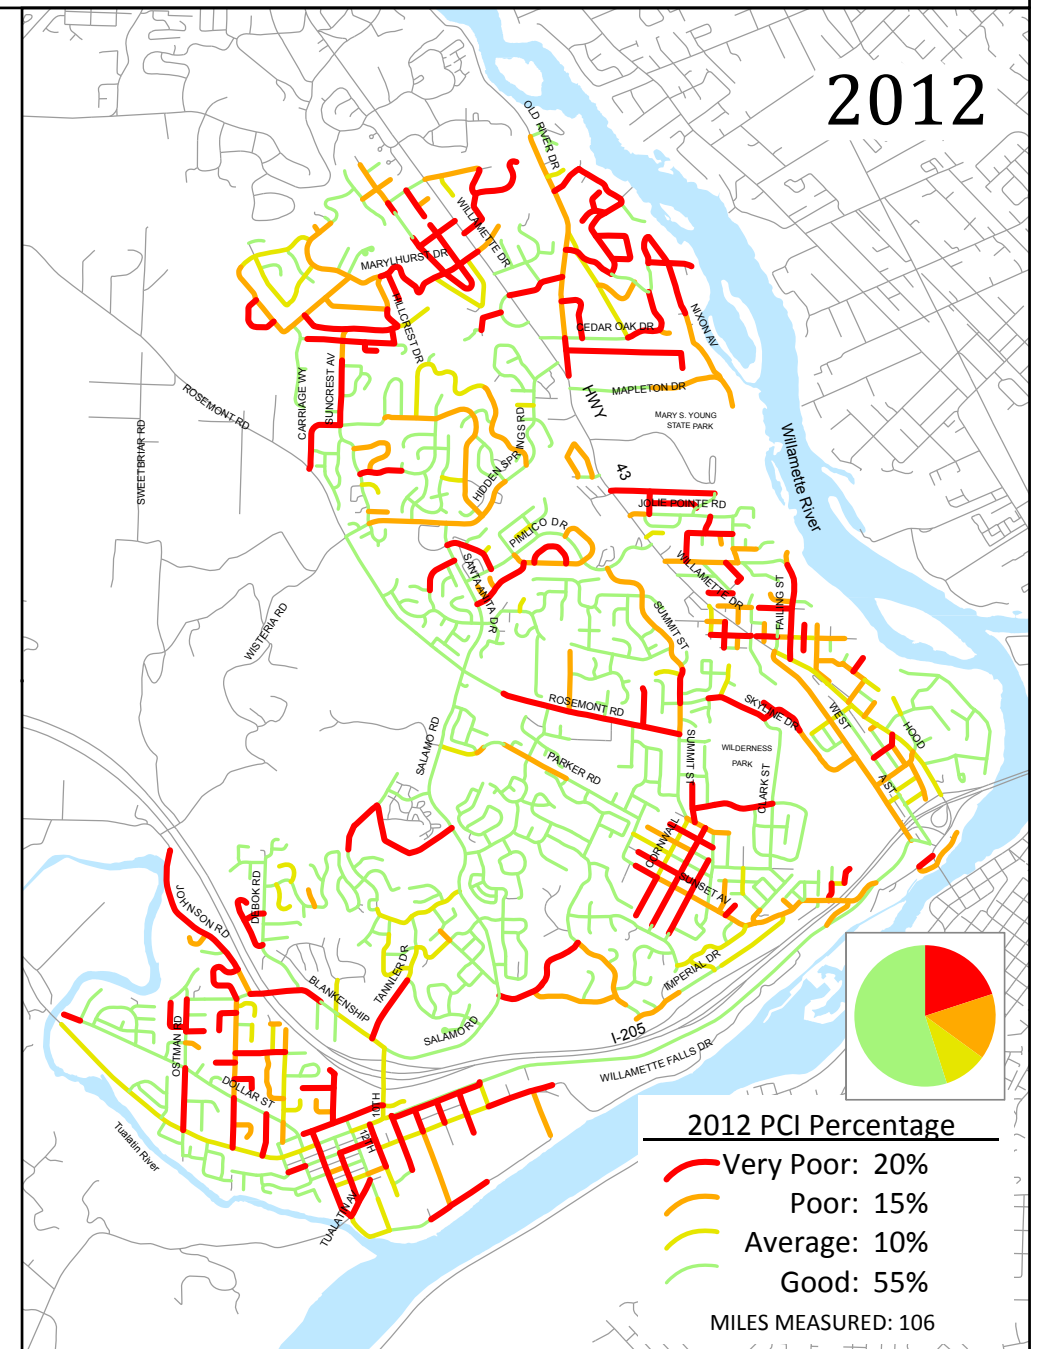 2012
OLD RIVER DR
WILLAMETTE DR
MARYLHURST DR
HILLCREST DR
CEDAR OAK DR
NIXON AV
CARRIAGE WY
SUNCREST AV
ROSEMONT RD
SWEETBRIAR RD
HWY
MAPLETON DR
MARY S. YOUNG
STATE PARK
Willamette River
HIDDEN SPRINGS RD
43
JOLIE POINTE RD
PIMLICO DR
SANTA ANITA DR
WILLAMETTE DR
FAILING ST
SUMMIT ST
WISTERIA RD
ROSEMONT RD
SKYLINE DR
WEST
HOOD
A ST
SALAMO RD
PARKER RD
SUMMIT ST
WILDERNESS
PARK
CLARK ST
CORNWALL
SUNSET AV
JOHNSON RD
DEBOK RD
TANNLER DR
BLANKENSHIP
IMPERIAL DR
SALAMO RD
I-205
WILLAMETTE FALLS DR
OSTMAN RD
DOLLAR ST
10TH
12TH
Tualatin River
TUALATIN AV
2012 PCI Percentage
Very Poor: 20%
Poor: 15%
Average: 10%
Good: 55%
MILES MEASURED: 106